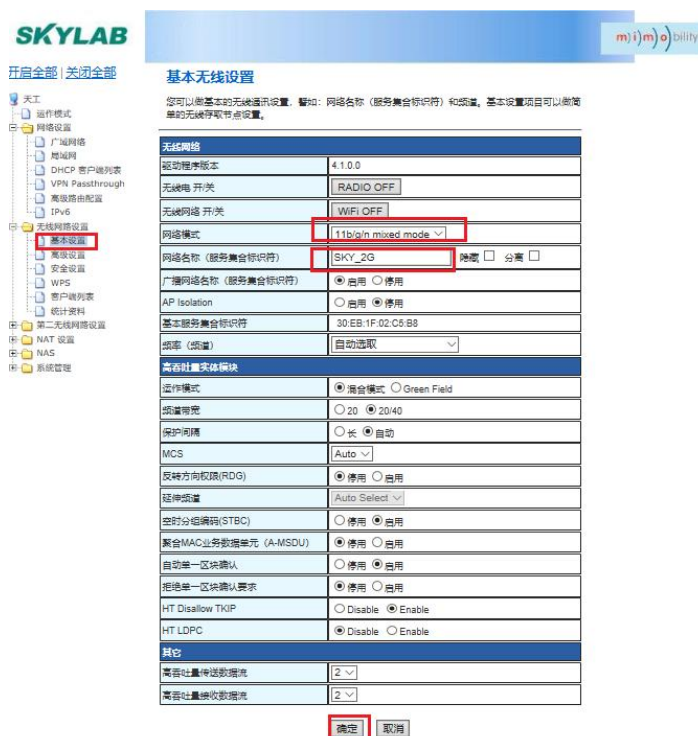 SKYLAB
m)i)m)o)bility
开启全部 | 关闭全部
天工
运作模式
网络设置
广域网络
局域网
DHCP 客户端列表
VPN Passthrough
高级路由配置
IPv6
无线网路设置
基本设置
高级设置
安全设置
WPS
客户端列表
统计资料
第二无线网路设置
NAT 设置
NAS
系统管理
基本无线设置
您可以做基本的无线通讯设置，譬如：网络名称（服务集合标识符）和频道。基本设置项目可以做简
单的无线存取节点设置。
无线网络
驱动程序版本 4.1.0.0
无线电 开/关 RADIO OFF
无线网络 开/关 WiFi OFF
网络模式 11b/g/n mixed mode
网络名称（服务集合标识符） SKY_2G 隐藏 分离
广播网络名称（服务集合标识符） 启用 停用
AP Isolation 启用 停用
基本服务集合标识符 30:EB:1F:02:C5:B8
频率（频道） 自动选取
高吞吐量实体模块
运作模式 混合模式 Green Field
频道带宽 20 20/40
保护间隔 长 自动
MCS Auto
反转方向权限(RDG) 停用 启用
延伸频道 Auto Select
空时分组编码(STBC) 停用 启用
聚合MAC业务数据单元（A-MSDU） 停用 启用
自动单一区块确认 停用 启用
拒绝单一区块确认要求 停用 启用
HT Disallow TKIP Disable Enable
HT LDPC Disable Enable
其它
高吞吐量传送数据流 2
高吞吐量接收数据流 2
确定 取消